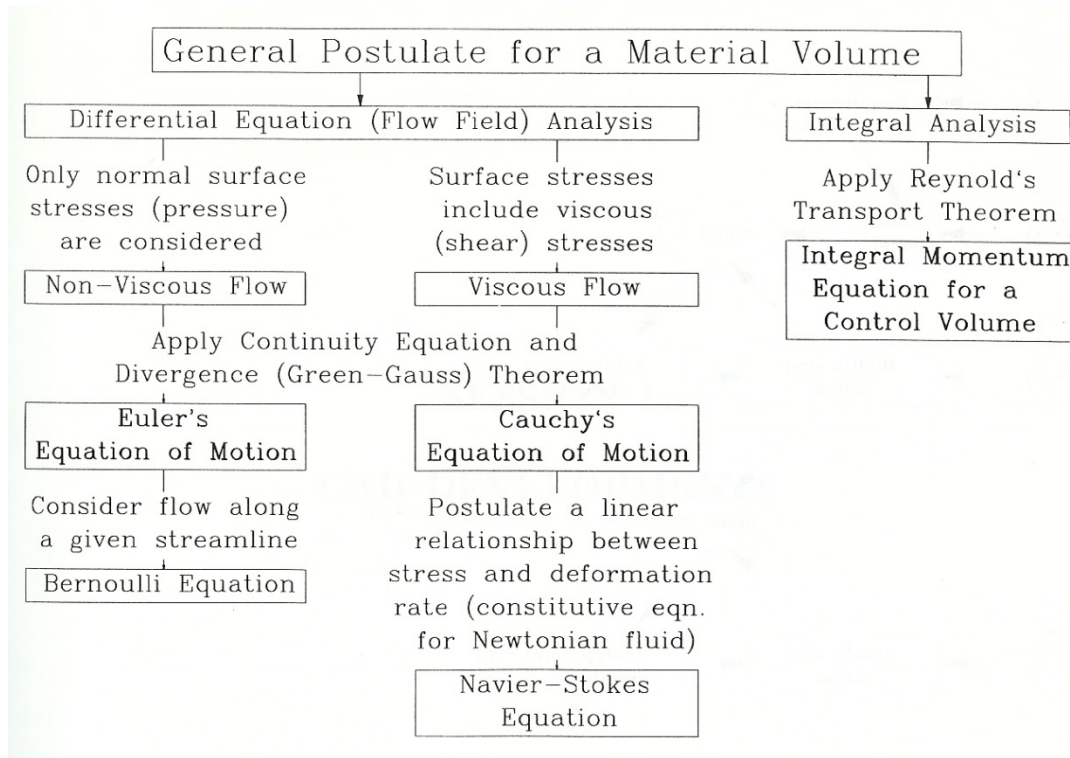 General Postulate for a Material Volume
Differential Equation (Flow Field) Analysis
Only normal surface
stresses (pressure)
are considered
Non-Viscous Flow
Surface stresses
include viscous
(shear) stresses
Viscous Flow
Apply Continuity Equation and
Divergence (Green-Gauss) Theorem
Euler's
Equation of Motion
Consider flow along
a given streamline
Bernoulli Equation
Cauchy's
Equation of Motion
Postulate a linear
relationship between
stress and deformation
rate (constitutive eqn.
for Newtonian fluid)
Navier-Stokes
Equation
Integral Analysis
Apply Reynold's
Transport Theorem
Integral Momentum
Equation for a
Control Volume